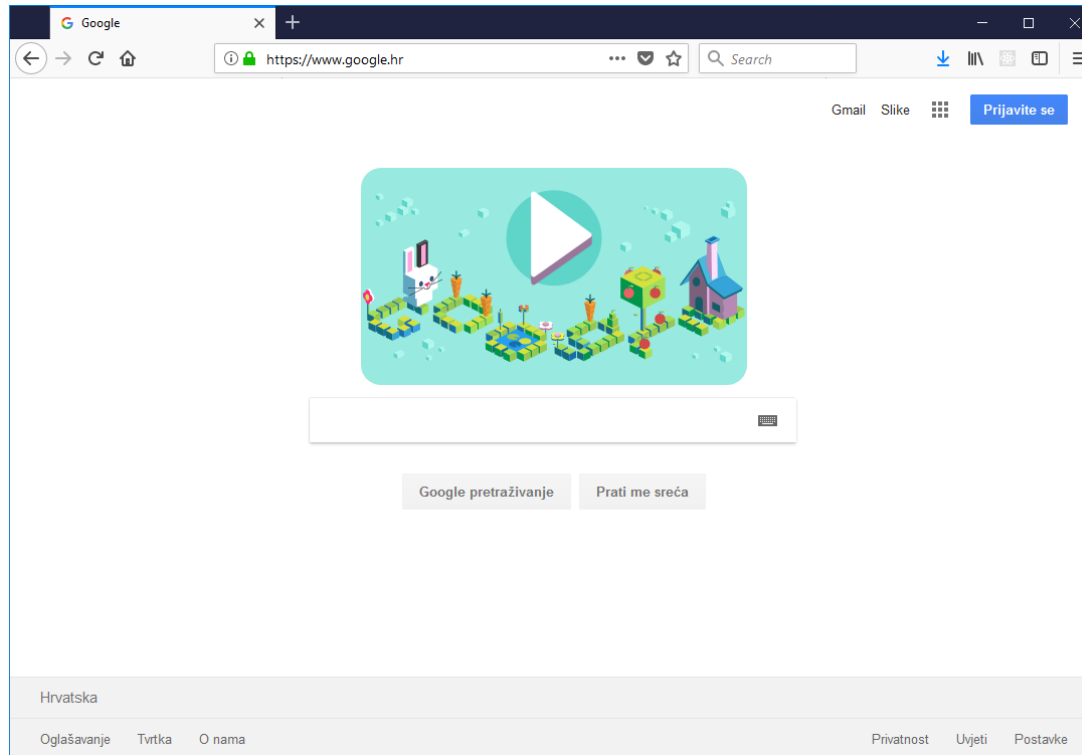 Google
https://www.google.hr
Search
Gmail Slike Prijavite se
Google pretraživanje Prati me sreća
Hrvatska
Oglašavanje Tvrtka O nama Privatnost Uvjeti Postavke